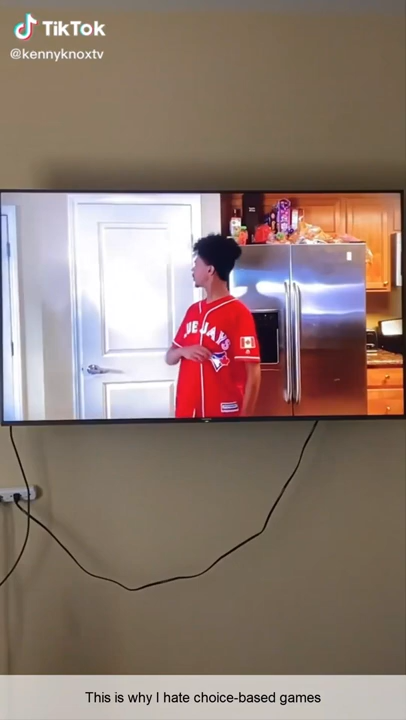 TikTok
@kennyknoxtv
BLUE JAYS
This is why I hate choice-based games